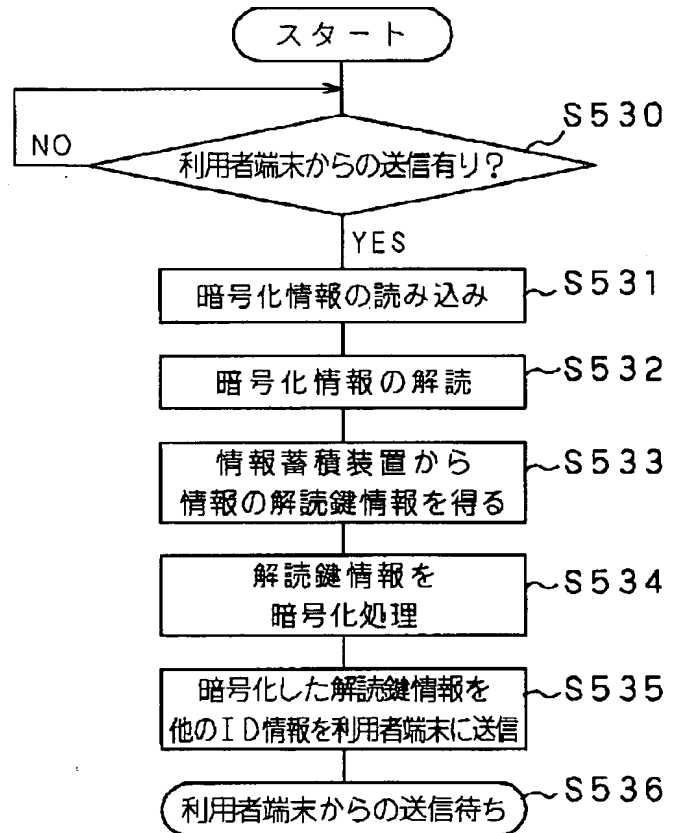 スタート
S530
NO
利用者端末からの送信有り?
YES
暗号化情報の読み込み
S531
暗号化情報の解読
S532
情報蓄積装置から
情報の解読鍵情報を得る
S533
解読鍵情報を
暗号化処理
S534
暗号化した解読鍵情報を
他のID情報を利用者端末に送信
S535
利用者端末からの送信待ち
S536